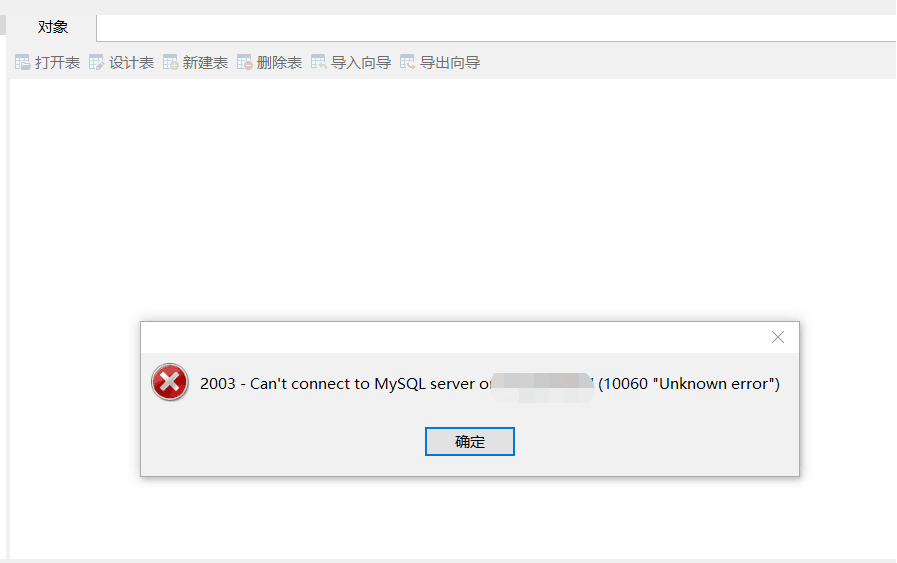 对象
打开表 设计表 新建表 删除表 导入向导 导出向导
2003 - Can't connect to MySQL server (10060 "Unknown error")
确定